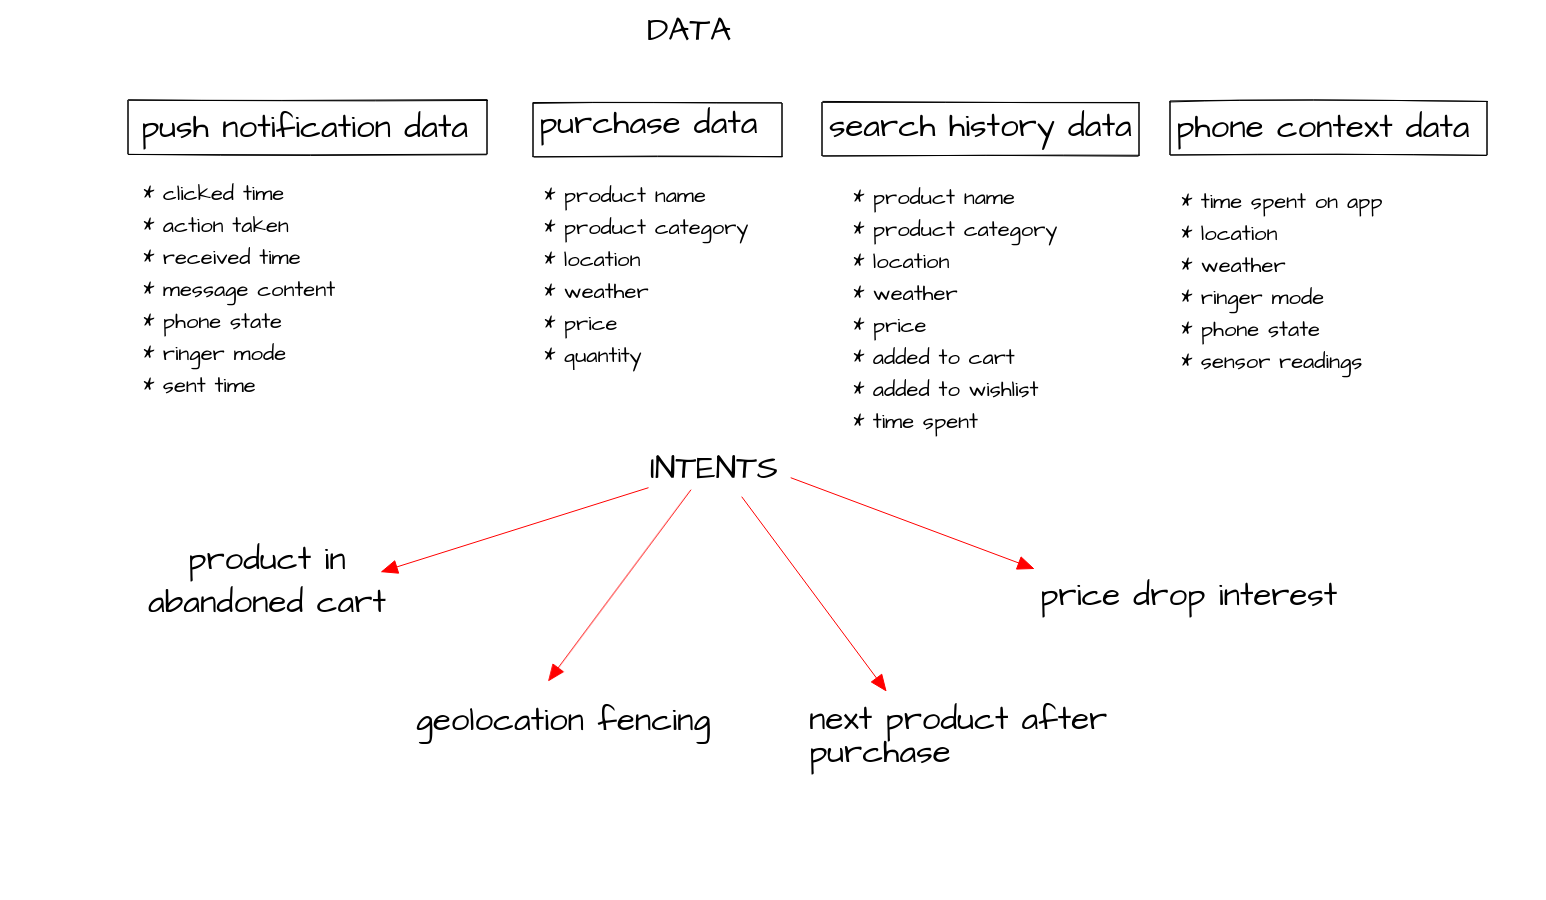 DATA
push notification data
* clicked time
* action taken
* received time
* message content
* phone state
* ringer mode
* sent time
purchase data
* product name
* product category
* location
* weather
* price
* quantity
search history data
* product name
* product category
* location
* weather
* price
* added to cart
* added to wishlist
* time spent
phone context data
* time spent on app
* location
* weather
* ringer mode
* phone state
* sensor readings
INTENTS
product in
abandoned cart
geolocation fencing
next product after
purchase
price drop interest